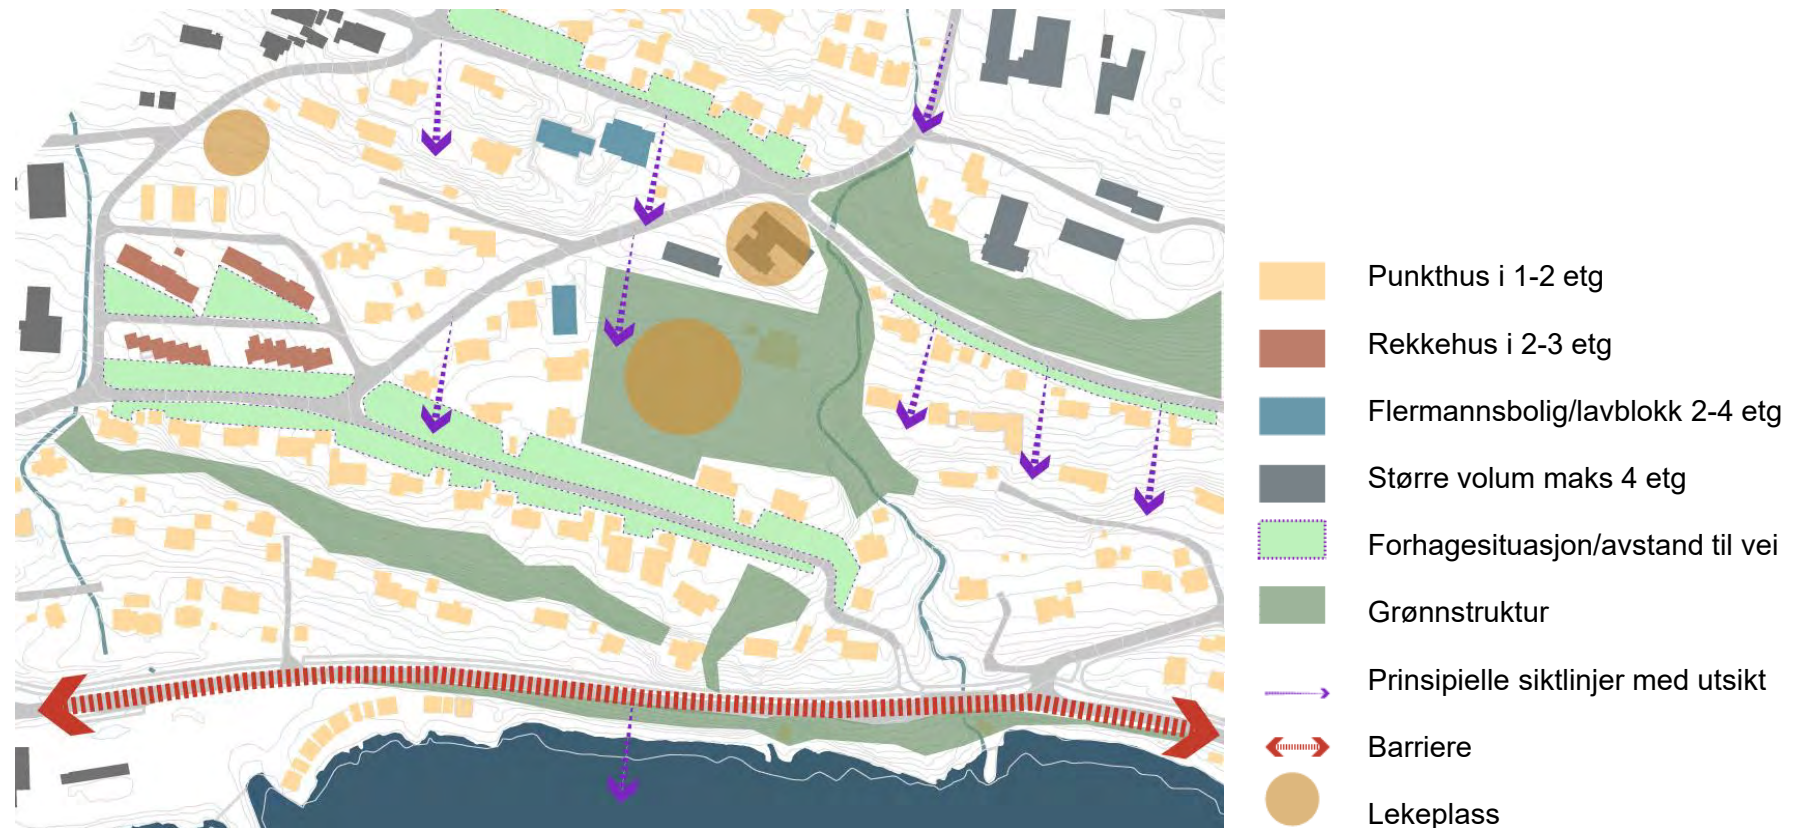 Punkthus i 1-2 etg
Rekkehus i 2-3 etg
Flermannsbolig/lavblokk 2-4 etg
Større volum maks 4 etg
Forhagesituasjon/avstand til vei
Grønnstruktur
Prinsipielle siktlinjer med utsikt
Barriere
Lekeplass